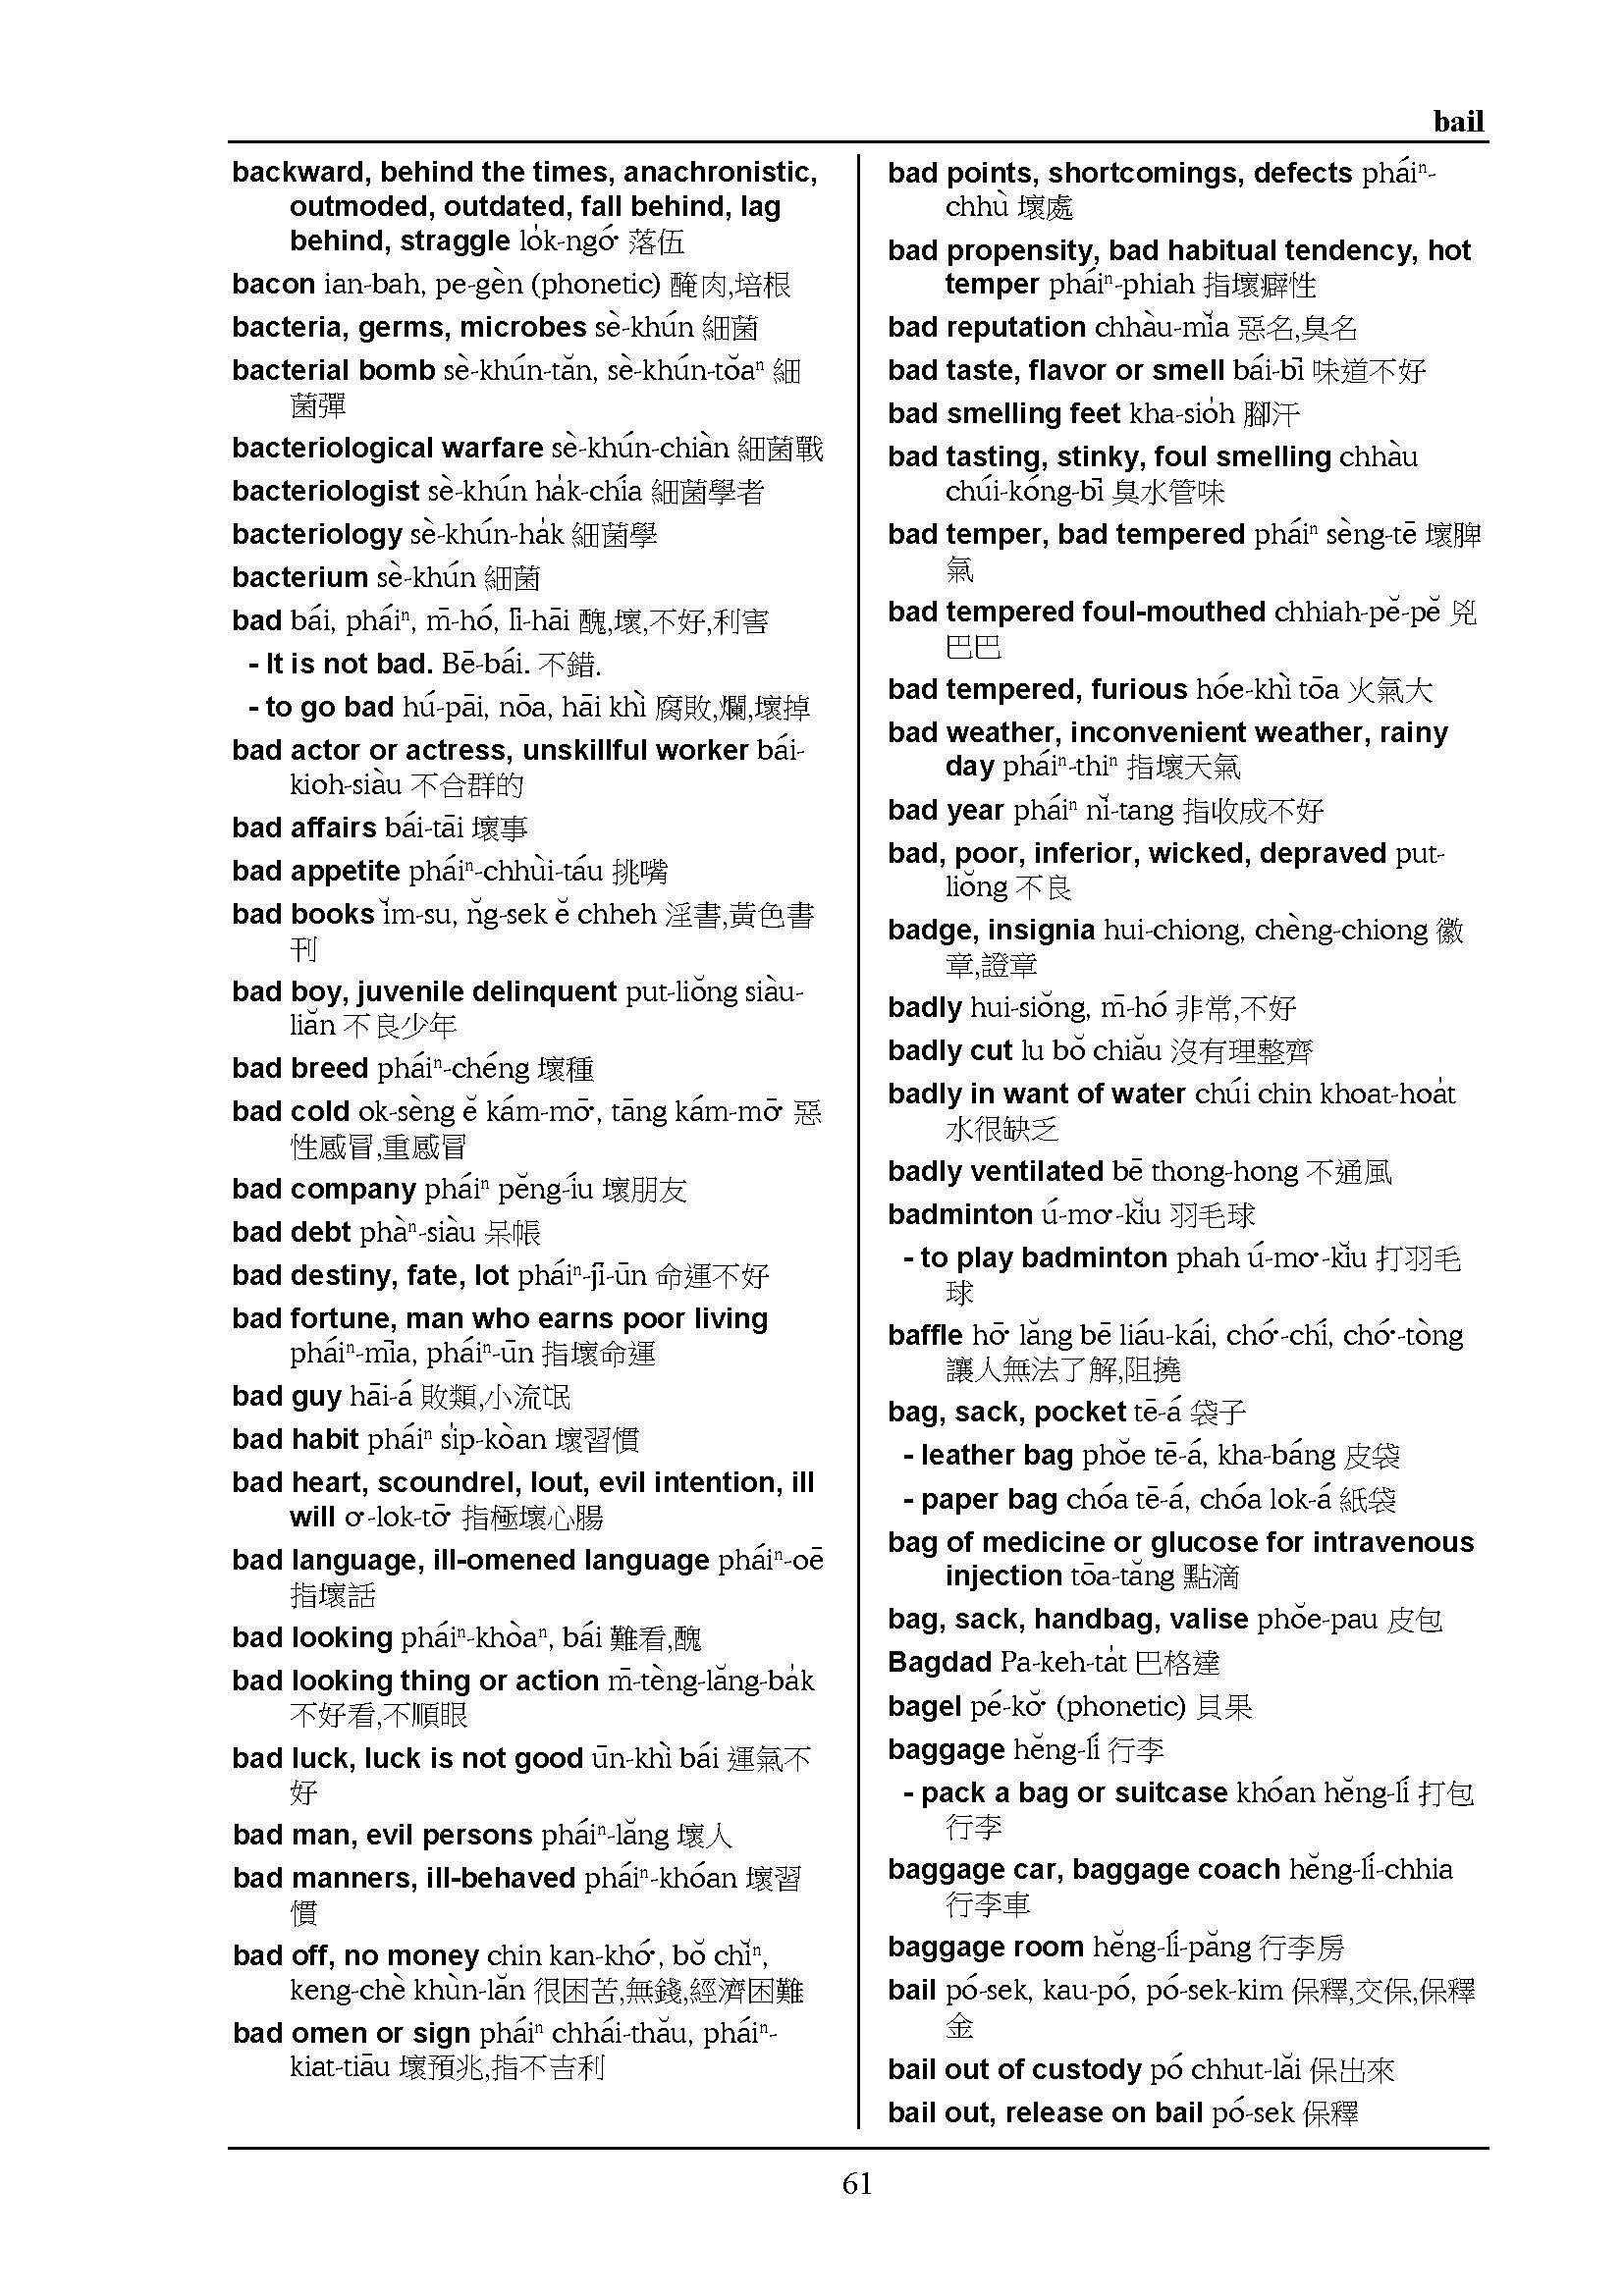 bail
backward, behind the times, anachronistic,
outmoded, outdated, fall behind, lag
behind, straggle lo̍k-ngó͘ 落伍
bacon ian-bah, pe-gèn (phonetic) 醃肉,培根
bacteria, germs, microbes sè-khún 細菌
bacterial bomb sè-khún-tăn, sè-khún-tŏaⁿ 細
菌彈
bacteriological warfare sè-khún-chiàn 細菌戰
bacteriologist sè-khún ha̍k-chía 細菌學者
bacteriology sè-khún-ha̍k 細菌學
bacterium sè-khún 細菌
bad bái, pháiⁿ, m̄-hó, lī-hāi 醜,壞,不好,利害
- It is not bad. Bē-bái. 不錯.
- to go bad hú-pāi, nōa, hāi khì 腐敗,爛,壞掉
bad actor or actress, unskillful worker bái-
kioh-siàu 不合群的
bad affairs bái-tāi 壞事
bad appetite pháiⁿ-chhùi-táu 挑嘴
bad books ĭm-su, n̆g-sek ĕ chheh 淫書,黃色書
刊
bad boy, juvenile delinquent put-liŏng siàu-
liăn 不良少年
bad breed pháiⁿ-chéng 壞種
bad cold ok-sèng ĕ kám-mō͘, tāng kám-mō͘ 惡
性感冒,重感冒
bad company pháiⁿ pĕng-íu 壞朋友
bad debt phàⁿ-siàu 呆帳
bad destiny, fate, lot pháiⁿ-jī-ūn 命運不好
bad fortune, man who earns poor living
pháiⁿ-mīa, pháiⁿ-ūn 指壞命運
bad guy hāi-á 敗類,小流氓
bad habit pháiⁿ si̍p-kòan 壞習慣
bad heart, scoundrel, lout, evil intention, ill
will o͘-lok-tō͘ 指極壞心腸
bad language, ill-omened language pháiⁿ-oē
指壞話
bad looking pháiⁿ-khòaⁿ, bái 難看,醜
bad looking thing or action m̄-tèng-lăng-ba̍k
不好看,不順眼
bad luck, luck is not good ūn-khì bái 運氣不
好
bad man, evil persons pháiⁿ-lăng 壞人
bad manners, ill-behaved pháiⁿ-khóan 壞習
慣
bad off, no money chin kan-khó͘, bŏ chĭⁿ,
keng-chè khùn-lăn 很困苦,無錢,經濟困難
bad omen or sign pháiⁿ chhái-thău, pháiⁿ-
kiat-tiāu 壞預兆,指不吉利
bad points, shortcomings, defects pháiⁿ-
chhù 壞處
bad propensity, bad habitual tendency, hot
temper pháiⁿ-phiah 指壞癖性
bad reputation chhàu-mĭa 惡名,臭名
bad taste, flavor or smell bái-bī 味道不好
bad smelling feet kha-sio̍h 腳汗
bad tasting, stinky, foul smelling chhàu
chúi-kóng-bī 臭水管味
bad temper, bad tempered pháiⁿ sèng-tē 壞脾
氣
bad tempered foul-mouthed chhiah-pĕ-pĕ 兇
巴巴
bad tempered, furious hóe-khì tōa 火氣大
bad weather, inconvenient weather, rainy
day pháiⁿ-thiⁿ 指壞天氣
bad year pháiⁿ nĭ-tang 指收成不好
bad, poor, inferior, wicked, depraved put-
liŏng 不良
badge, insignia hui-chiong, chèng-chiong 徽
章,證章
badly hui-siŏng, m̄-hó 非常,不好
badly cut lu bŏ chiău 沒有理整齊
badly in want of water chúi chin khoat-hoa̍t
水很缺乏
badly ventilated bē thong-hong 不通風
badminton ú-mo͘-kĭu 羽毛球
- to play badminton phah ú-mo͘-kĭu 打羽毛
球
baffle hō͘ lăng bē liáu-kái, chó͘-chí, chó͘-tòng
讓人無法了解,阻撓
bag, sack, pocket tē-á 袋子
- leather bag phŏe tē-á, kha-báng 皮袋
- paper bag chóa tē-á, chóa lok-á 紙袋
bag of medicine or glucose for intravenous
injection tōa-tăng 點滴
bag, sack, handbag, valise phŏe-pau 皮包
Bagdad Pa-keh-ta̍t 巴格達
bagel pé-kŏ͘ (phonetic) 貝果
baggage hĕng-lí 行李
- pack a bag or suitcase khóan hĕng-lí 打包
行李
baggage car, baggage coach hĕng-lí-chhia
行李車
baggage room hĕng-lí-păng 行李房
bail pó-sek, kau-pó, pó-sek-kim 保釋,交保,保釋
金
bail out of custody pó chhut-lăi 保出來
bail out, release on bail pó-sek 保釋
61